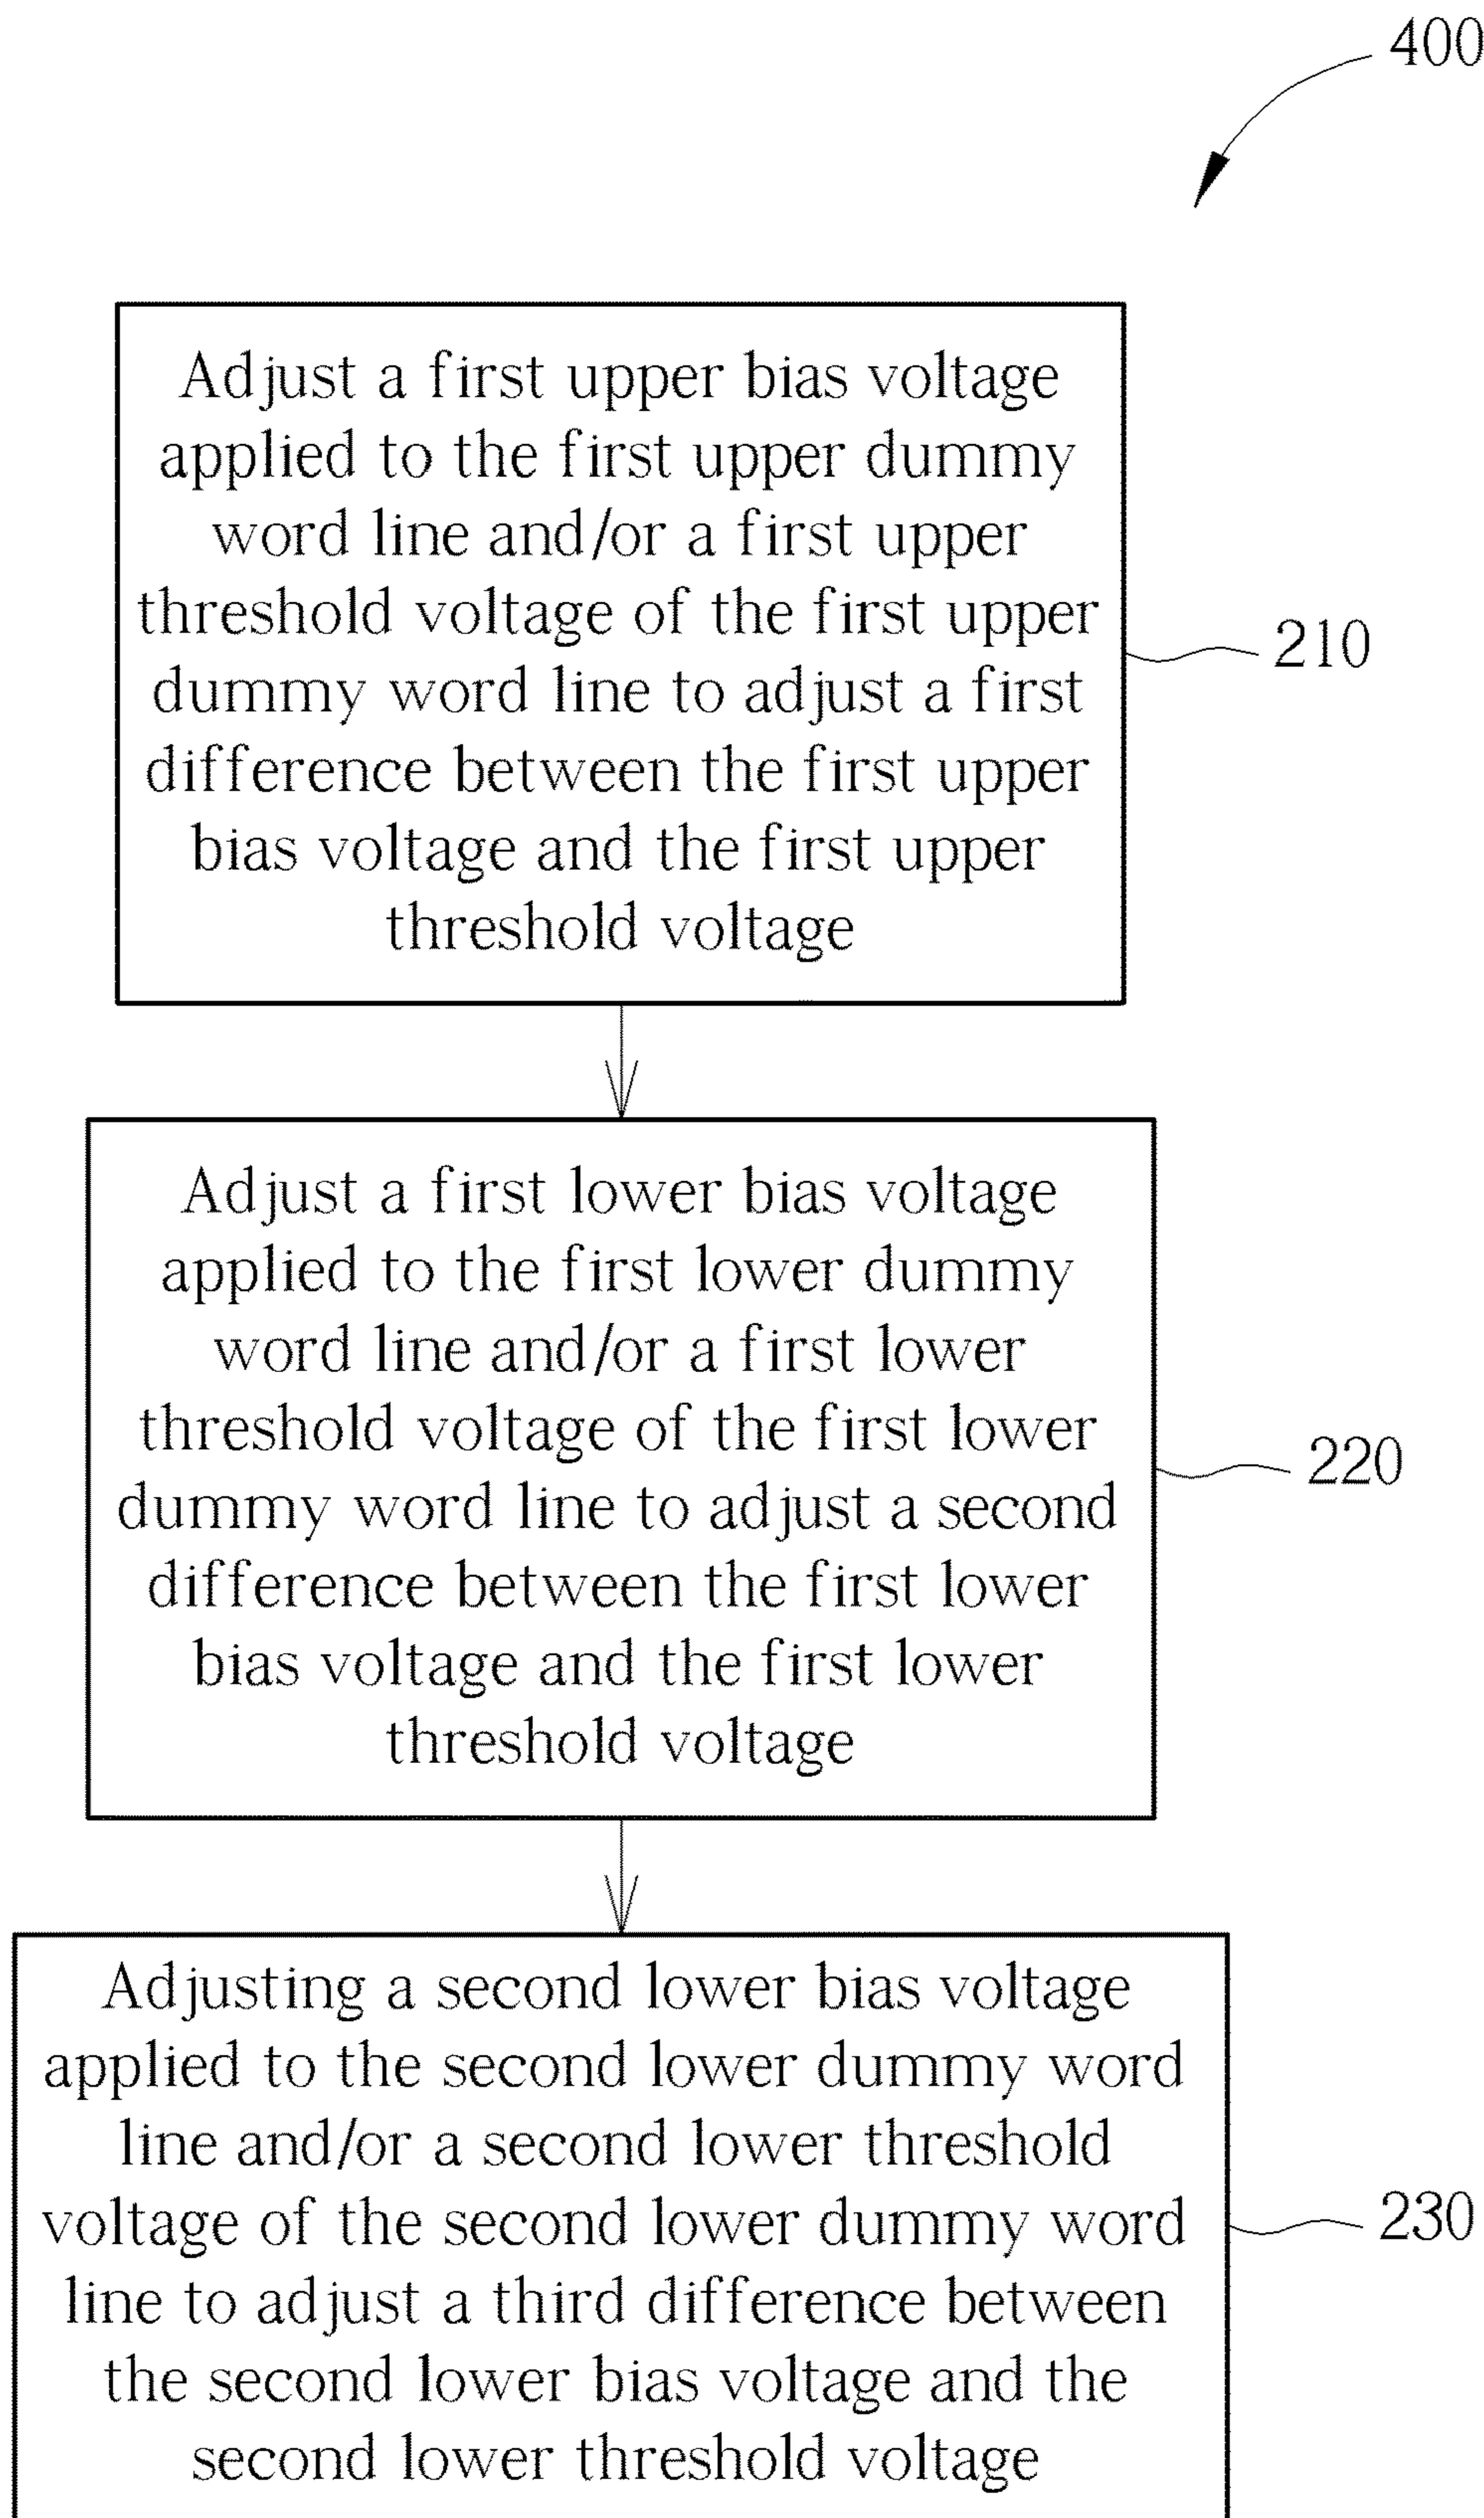 400
Adjust a first upper bias voltage
applied to the first upper dummy
word line and/or a first upper
threshold voltage of the first upper
dummy word line to adjust a first
difference between the first upper
bias voltage and the first upper
threshold voltage
210
Adjust a first lower bias voltage
applied to the first lower dummy
word line and/or a first lower
threshold voltage of the first lower
dummy word line to adjust a second
difference between the first lower
bias voltage and the first lower
threshold voltage
220
Adjusting a second lower bias voltage
applied to the second lower dummy word
line and/or a second lower threshold
voltage of the second lower dummy word
line to adjust a third difference between
the second lower bias voltage and the
second lower threshold voltage
230